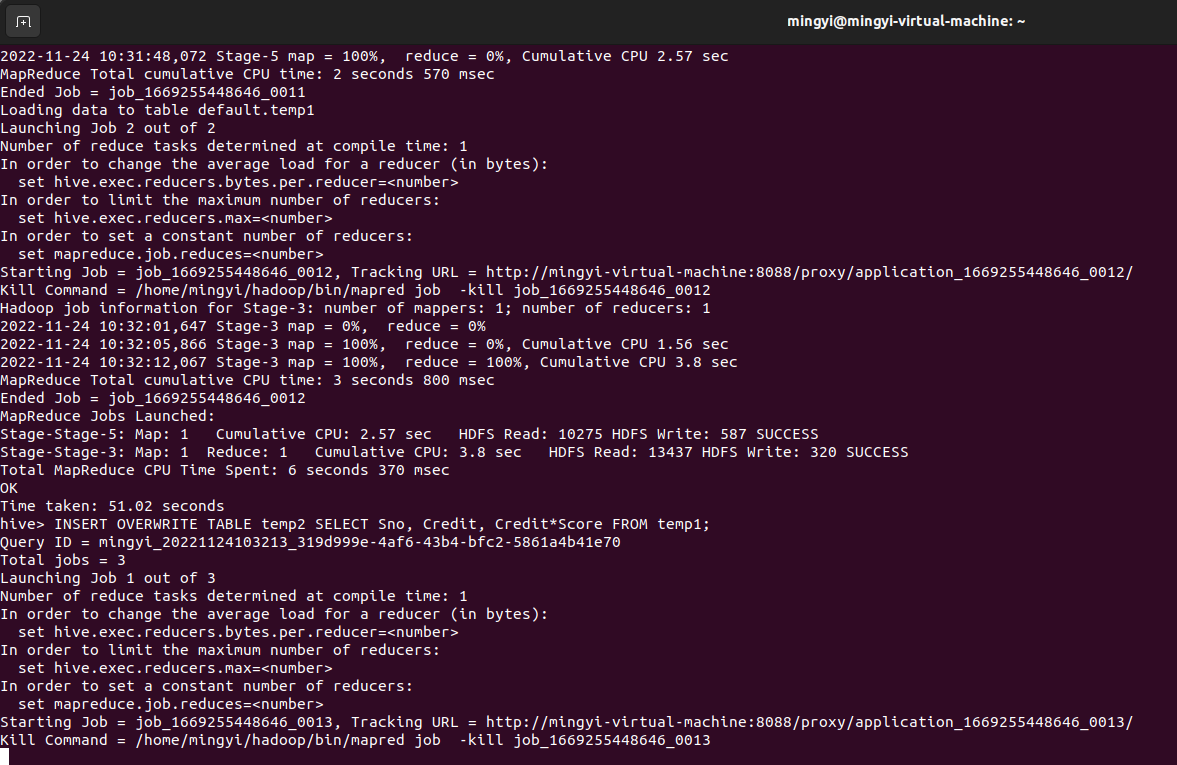 mingyi@mingyi-virtual-machine: ~
2022-11-24 10:31:48,072 Stage-5 map = 100%,  reduce = 0%, Cumulative CPU 2.57 sec
MapReduce Total cumulative CPU time: 2 seconds 570 msec
Ended Job = job_1669255448646_0011
Loading data to table default.temp1
Launching Job 2 out of 2
Number of reduce tasks determined at compile time: 1
In order to change the average load for a reducer (in bytes):
  set hive.exec.reducers.bytes.per.reducer=<number>
In order to limit the maximum number of reducers:
  set hive.exec.reducers.max=<number>
In order to set a constant number of reducers:
  set mapreduce.job.reduces=<number>
Starting Job = job_1669255448646_0012, Tracking URL = http://mingyi-virtual-machine:8088/proxy/application_1669255448646_0012/
Kill Command = /home/mingyi/hadoop/bin/mapred job  -kill job_1669255448646_0012
Hadoop job information for Stage-3: number of mappers: 1; number of reducers: 1
2022-11-24 10:32:01,647 Stage-3 map = 0%,  reduce = 0%
2022-11-24 10:32:05,866 Stage-3 map = 100%,  reduce = 0%, Cumulative CPU 1.56 sec
2022-11-24 10:32:12,067 Stage-3 map = 100%,  reduce = 100%, Cumulative CPU 3.8 sec
MapReduce Total cumulative CPU time: 3 seconds 800 msec
Ended Job = job_1669255448646_0012
MapReduce Jobs Launched:
Stage-Stage-5: Map: 1   Cumulative CPU: 2.57 sec   HDFS Read: 10275 HDFS Write: 587 SUCCESS
Stage-Stage-3: Map: 1  Reduce: 1   Cumulative CPU: 3.8 sec   HDFS Read: 13437 HDFS Write: 320 SUCCESS
Total MapReduce CPU Time Spent: 6 seconds 370 msec
OK
Time taken: 51.02 seconds
hive> INSERT OVERWRITE TABLE temp2 SELECT Sno, Credit, Credit*Score FROM temp1;
Query ID = mingyi_20221124103213_319d999e-4af6-43b4-bfc2-5861a4b41e70
Total jobs = 3
Launching Job 1 out of 3
Number of reduce tasks determined at compile time: 1
In order to change the average load for a reducer (in bytes):
  set hive.exec.reducers.bytes.per.reducer=<number>
In order to limit the maximum number of reducers:
  set hive.exec.reducers.max=<number>
In order to set a constant number of reducers:
  set mapreduce.job.reduces=<number>
Starting Job = job_1669255448646_0013, Tracking URL = http://mingyi-virtual-machine:8088/proxy/application_1669255448646_0013/
Kill Command = /home/mingyi/hadoop/bin/mapred job  -kill job_1669255448646_0013